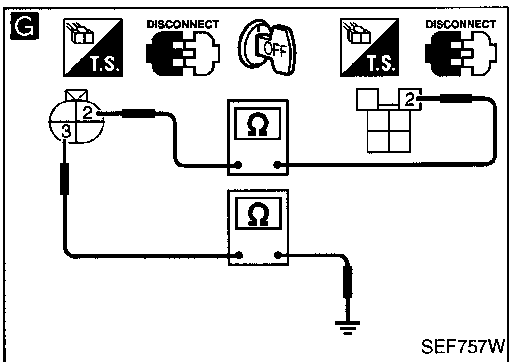 G
DISCONNECT
DISCONNECT
T.S.
OFF
T.S.
2
3
2
Ω
Ω
SEF757W